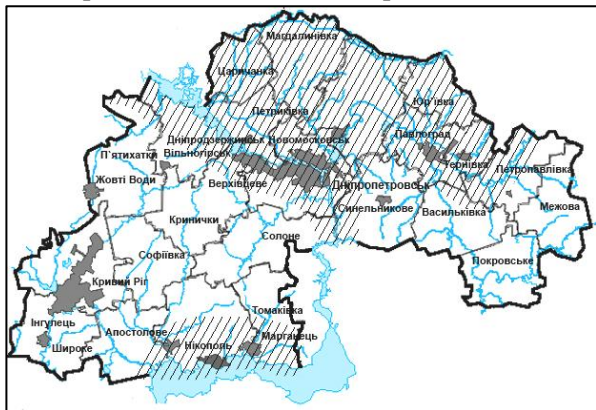 Магдалинівка
Царичанка
Юр'ївка
Петриківка
Дніпродзержинськ
Новомосковськ
Павлоград
П'ятихатки
Вільногірськ
Тернівка
Петропавлівка
Жовті Води
Верхівцеве
Дніпропетровськ
Синельникове
Васильківка
Межова
Кринички
Солоне
Софіївка
Покровське
Кривий Ріг
Томаківка
Інгулець
Апостолове
Марганець
Широке
Нікополь